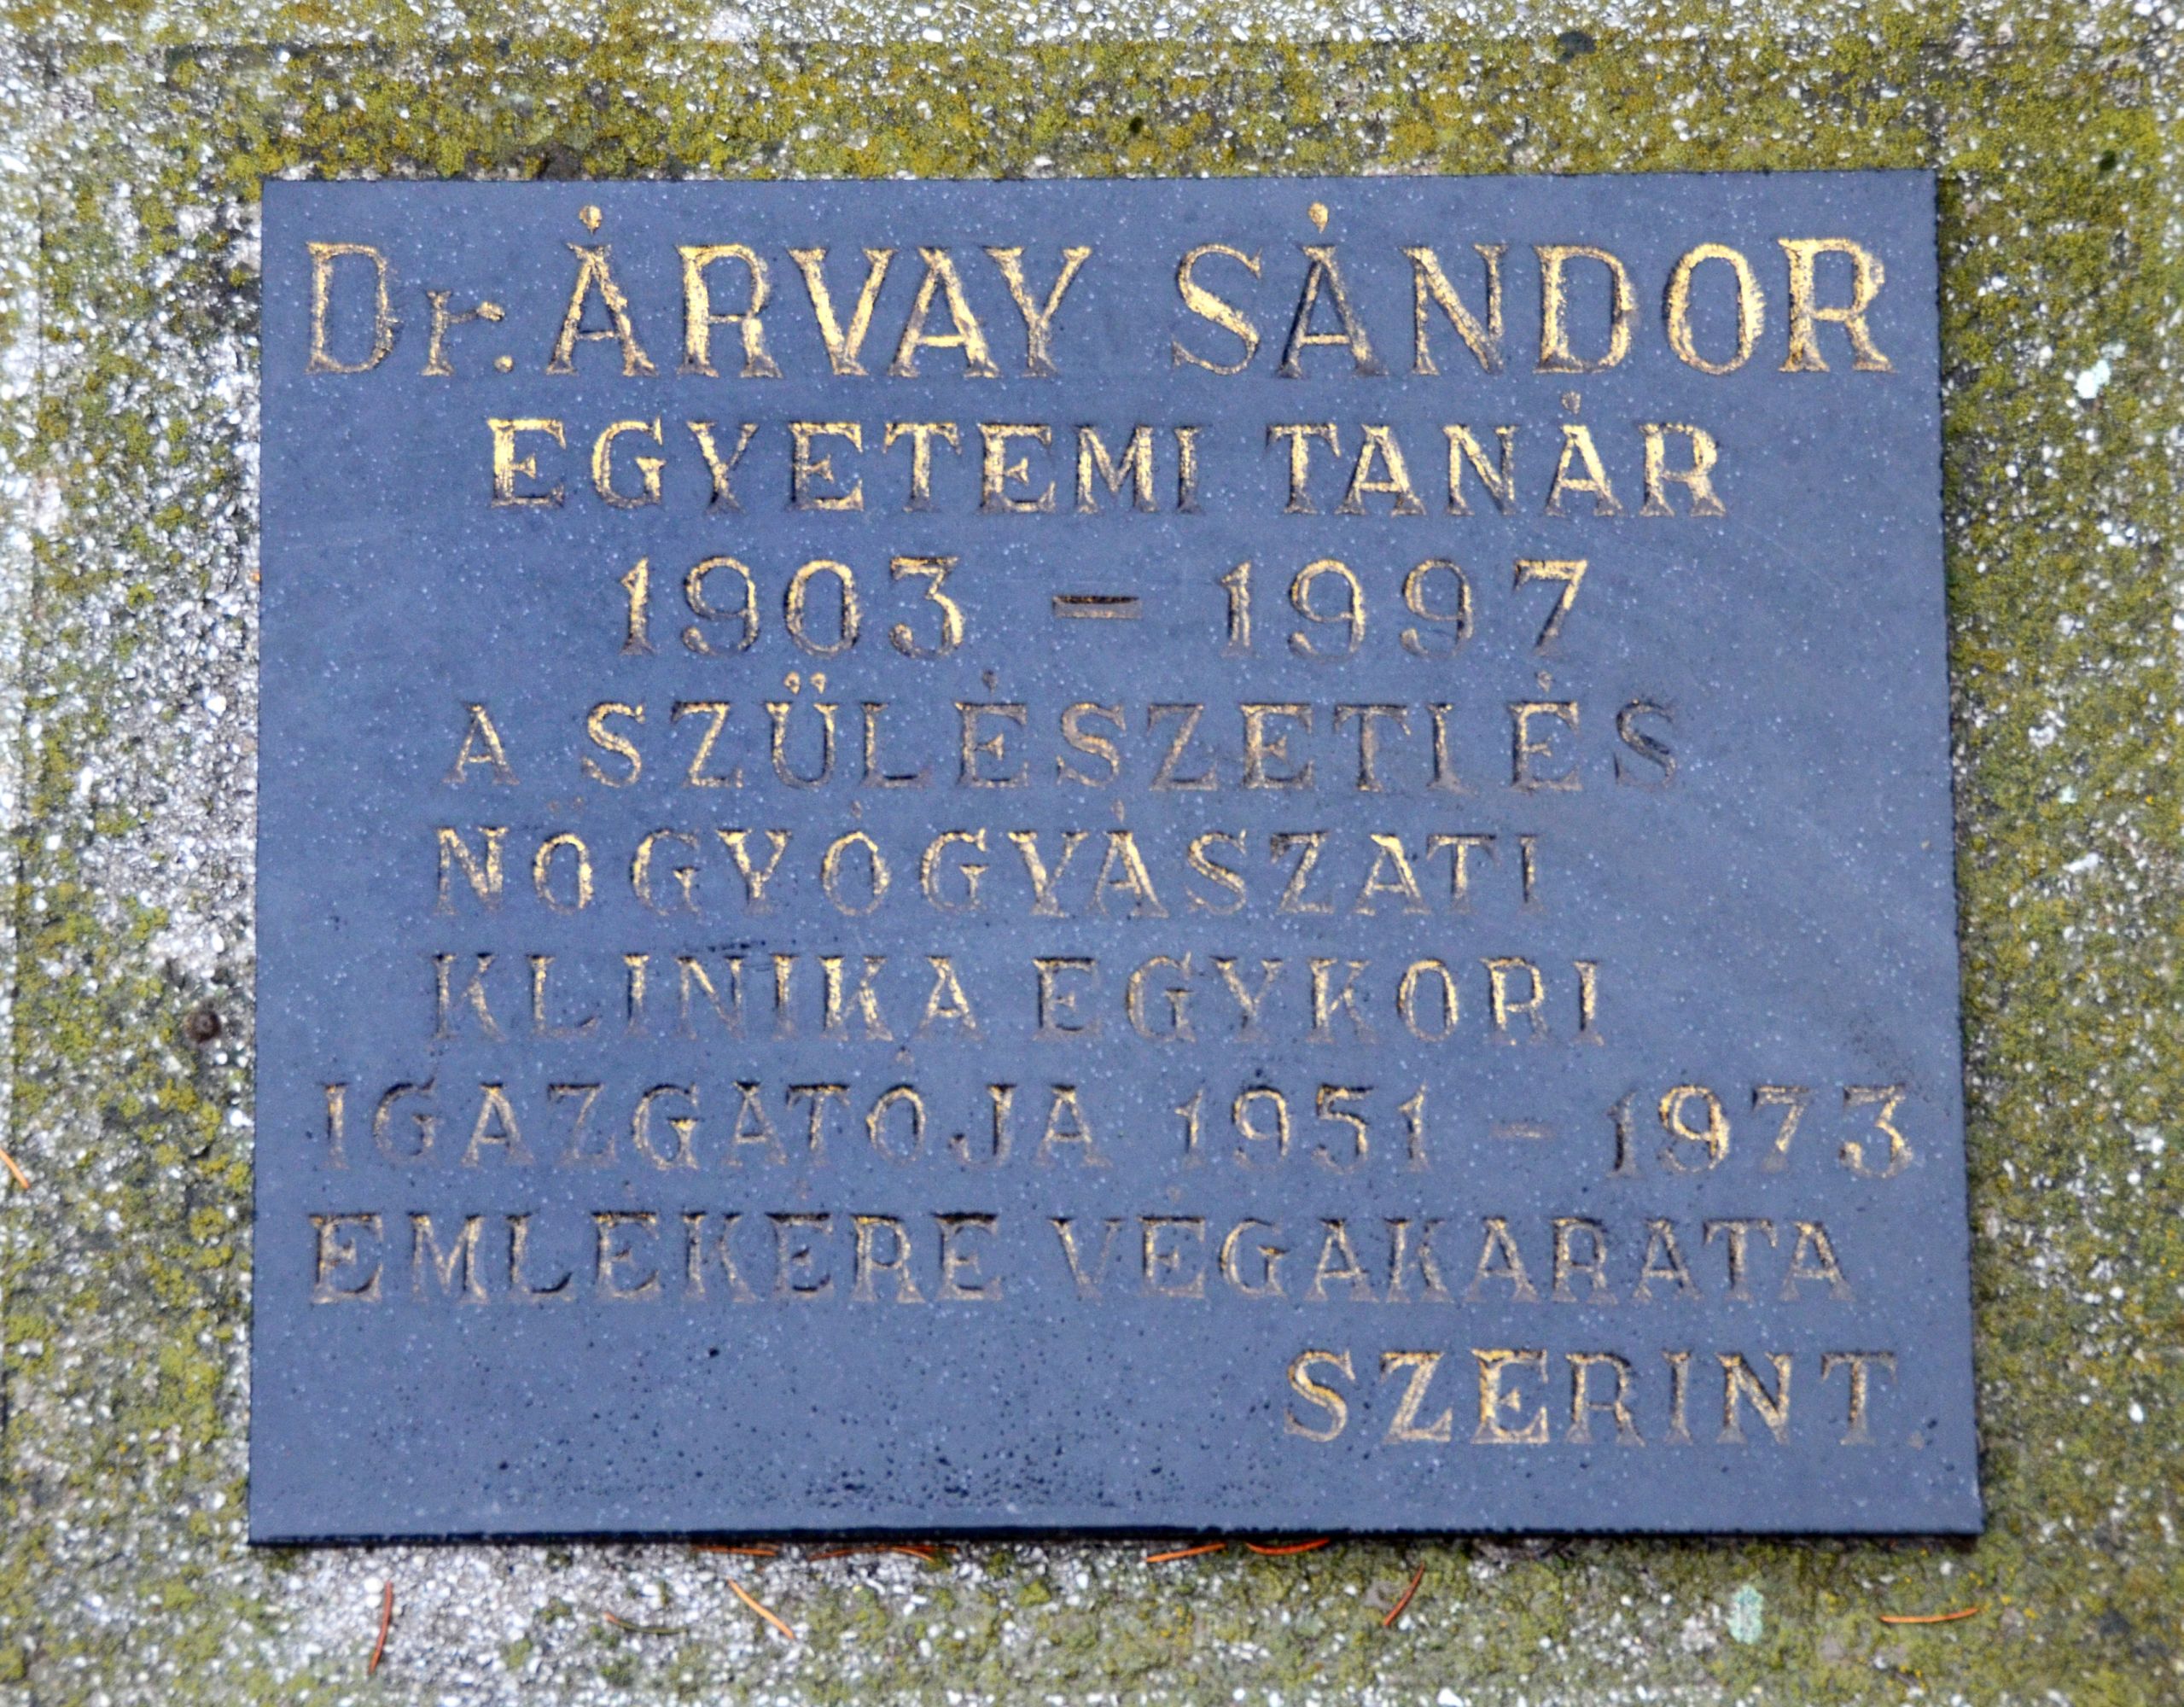 Dr. ÁRVAY SÁNDOR
EGYETEMI TANÁR
1903 – 1997
A SZÜLÉSZETI ÉS
NŐGYÓGYÁSZATI
KLINIKA EGYKORI
IGAZGATÓJA 1951 – 1973
EMLÉKÉRE VÉGAKARATA
SZERINT.